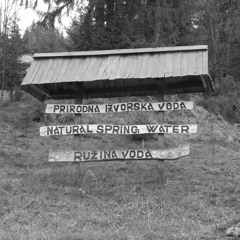 PRIRODNA IZVORSKA VODA
NATURAL SPRING WATER
RUŽINA VODA